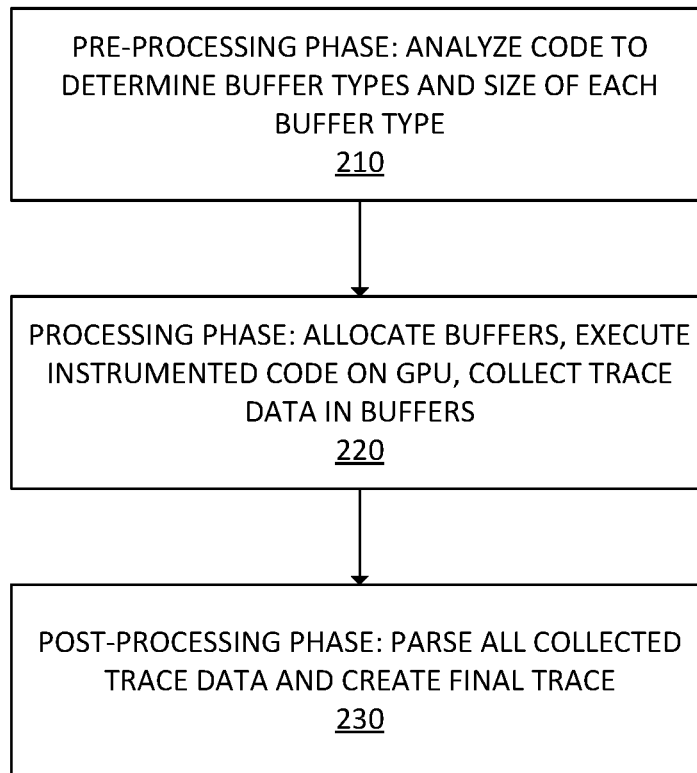 PRE-PROCESSING PHASE: ANALYZE CODE TO
DETERMINE BUFFER TYPES AND SIZE OF EACH
BUFFER TYPE
210
PROCESSING PHASE: ALLOCATE BUFFERS, EXECUTE
INSTRUMENTED CODE ON GPU, COLLECT TRACE
DATA IN BUFFERS
220
POST-PROCESSING PHASE: PARSE ALL COLLECTED
TRACE DATA AND CREATE FINAL TRACE
230